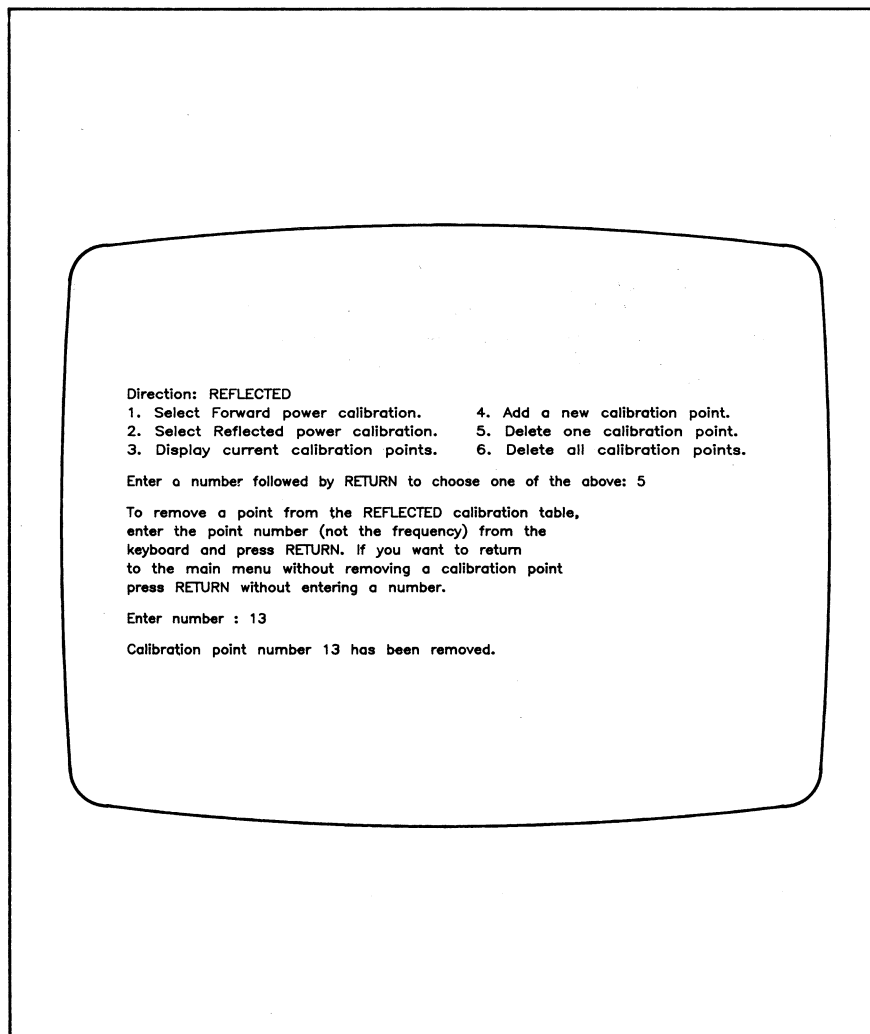 Direction: REFLECTED
1. Select Forward power calibration. 4. Add a new calibration point.
2. Select Reflected power calibration. 5. Delete one calibration point.
3. Display current calibration points. 6. Delete all calibration points.
Enter a number followed by RETURN to choose one of the above: 5
To remove a point from the REFLECTED calibration table,
enter the point number (not the frequency) from the
keyboard and press RETURN. If you want to return
to the main menu without removing a calibration point
press RETURN without entering a number.
Enter number : 13
Calibration point number 13 has been removed.